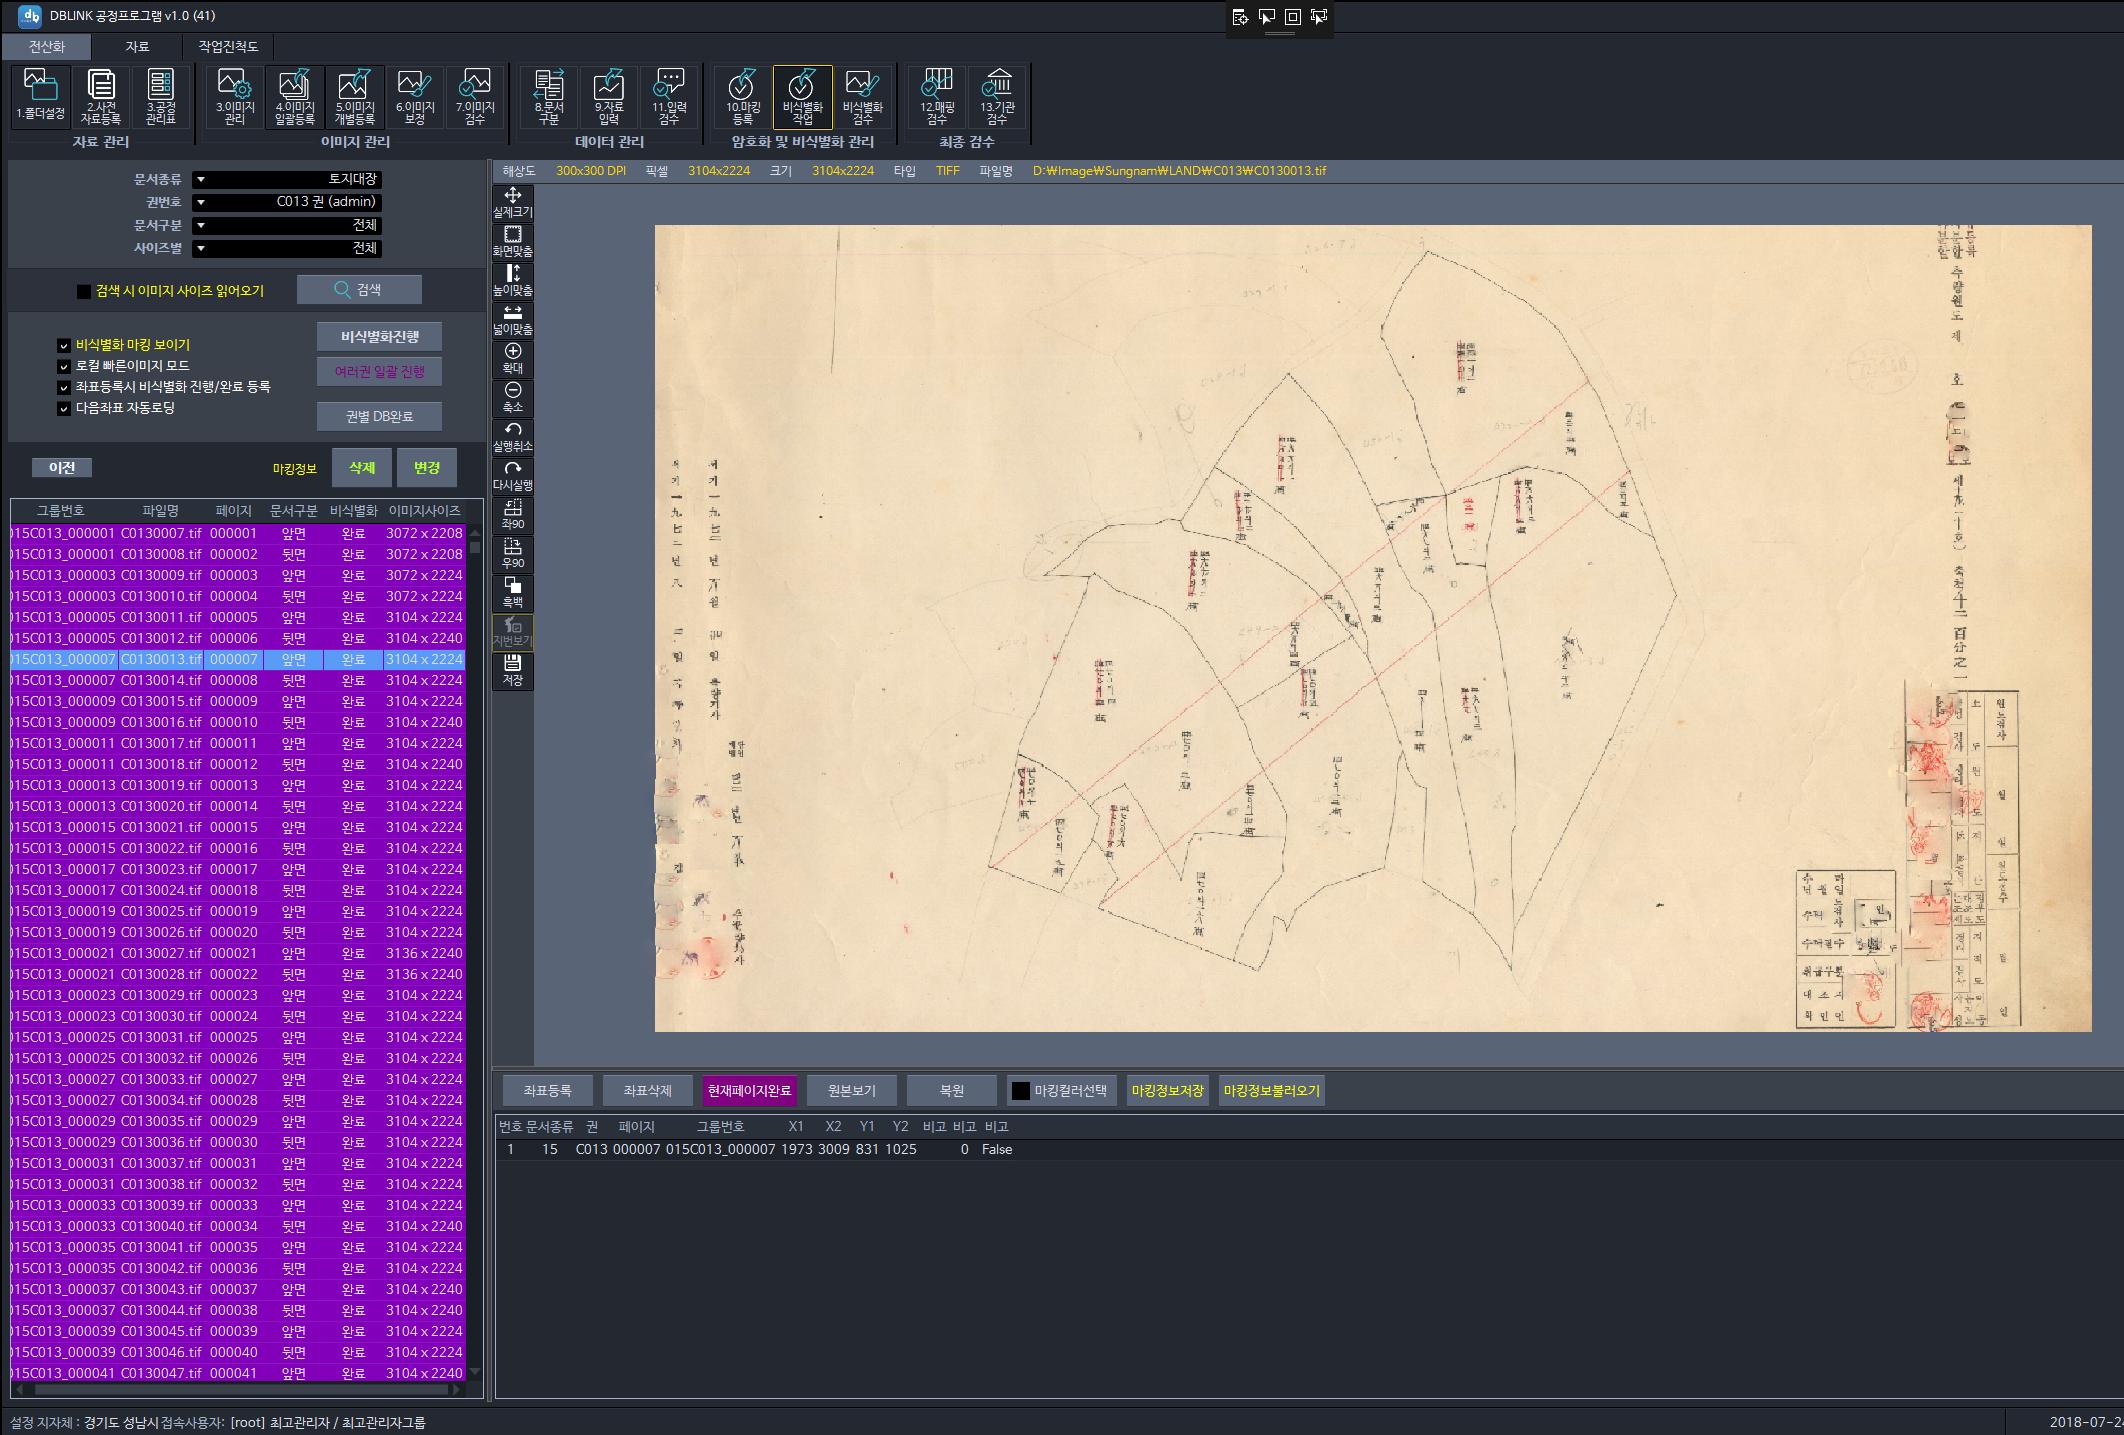 DBLINK 공정프로그램 v1.0 (41)
전산화 자료 작업진척도
1.폴더설정
2.사전
자료등록
3.공정
관리표
3.이미지
관리
4.이미지
일괄등록
5.이미지
개별등록
6.이미지
보정
7.이미지
검수
8.문서
구분
9.자료
입력
11.입력
검수
10.마킹
등록
비식별화
작업
비식별화
검수
12.매핑
검수
13.기관
검수
자료 관리 이미지 관리 데이터 관리 암호화 및 비식별화 관리 최종 검수
문서종류 토지대장
권번호 C013 권 (admin)
문서구분 전체
사이즈별 전체
검색 시 이미지 사이즈 읽어오기 검색
비식별화 마킹 보이기
로컬 빠른이미지 모드
좌표등록시 비식별화 진행/완료 등록
다음좌표 자동로딩
비식별화진행
여러권 일괄 진행
권별 DB완료
이전 마킹정보 삭제 변경
그룹번호 파일명 페이지 문서구분 비식별화 이미지사이즈
015C013_000001 C0130007.tif 000001 앞면 완료 3072 x 2208
015C013_000001 C0130008.tif 000002 뒷면 완료 3072 x 2208
015C013_000003 C0130009.tif 000003 앞면 완료 3072 x 2224
015C013_000003 C0130010.tif 000004 뒷면 완료 3072 x 2224
015C013_000005 C0130011.tif 000005 앞면 완료 3104 x 2224
015C013_000005 C0130012.tif 000006 뒷면 완료 3104 x 2240
015C013_000007 C0130013.tif 000007 앞면 완료 3104 x 2224
015C013_000007 C0130014.tif 000008 뒷면 완료 3104 x 2224
015C013_000009 C0130015.tif 000009 앞면 완료 3104 x 2224
015C013_000009 C0130016.tif 000010 뒷면 완료 3104 x 2240
015C013_000011 C0130017.tif 000011 앞면 완료 3104 x 2224
015C013_000011 C0130018.tif 000012 뒷면 완료 3104 x 2240
015C013_000013 C0130019.tif 000013 앞면 완료 3104 x 2224
015C013_000013 C0130020.tif 000014 뒷면 완료 3104 x 2224
015C013_000015 C0130021.tif 000015 앞면 완료 3104 x 2224
015C013_000015 C0130022.tif 000016 뒷면 완료 3104 x 2224
015C013_000017 C0130023.tif 000017 앞면 완료 3104 x 2224
015C013_000017 C0130024.tif 000018 뒷면 완료 3104 x 2224
015C013_000019 C0130025.tif 000019 앞면 완료 3104 x 2224
015C013_000019 C0130026.tif 000020 뒷면 완료 3104 x 2224
015C013_000021 C0130027.tif 000021 앞면 완료 3136 x 2240
015C013_000021 C0130028.tif 000022 뒷면 완료 3136 x 2240
015C013_000023 C0130029.tif 000023 앞면 완료 3104 x 2224
015C013_000023 C0130030.tif 000024 뒷면 완료 3104 x 2224
015C013_000025 C0130031.tif 000025 앞면 완료 3104 x 2224
015C013_000025 C0130032.tif 000026 뒷면 완료 3104 x 2224
015C013_000027 C0130033.tif 000027 앞면 완료 3104 x 2224
015C013_000027 C0130034.tif 000028 뒷면 완료 3104 x 2224
015C013_000029 C0130035.tif 000029 앞면 완료 3104 x 2224
015C013_000029 C0130036.tif 000030 뒷면 완료 3104 x 2224
015C013_000031 C0130037.tif 000031 앞면 완료 3104 x 2224
015C013_000031 C0130038.tif 000032 뒷면 완료 3104 x 2224
015C013_000033 C0130039.tif 000033 앞면 완료 3104 x 2224
015C013_000033 C0130040.tif 000034 뒷면 완료 3104 x 2240
015C013_000035 C0130041.tif 000035 앞면 완료 3104 x 2224
015C013_000035 C0130042.tif 000036 뒷면 완료 3104 x 2224
015C013_000037 C0130043.tif 000037 앞면 완료 3104 x 2240
015C013_000037 C0130044.tif 000038 뒷면 완료 3104 x 2240
015C013_000039 C0130045.tif 000039 앞면 완료 3104 x 2224
015C013_000039 C0130046.tif 000040 뒷면 완료 3104 x 2224
015C013_000041 C0130047.tif 000041 앞면 완료 3104 x 2240
해상도 300x300 DPI 픽셀 3104x2224 크기 3104x2224 타입 TIFF 파일명 D:₩Image₩Sungnam₩LAND₩C013₩C0130013.tif
실제크기
화면맞춤
높이맞춤
넓이맞춤
확대
축소
실행취소
다시실행
좌90
우90
흑백
지번보기
저장
좌표등록 좌표삭제 현재페이지완료 원본보기 복원 마킹컬러선택 마킹정보저장 마킹정보불러오기
번호 문서종류 권 페이지 그룹번호 X1 X2 Y1 Y2 비고 비고 비고
1 15 C013 000007 015C013_000007 1973 3009 831 1025 0 False
설정 지자체 : 경기도 성남시 접속사용자: [root] 최고관리자 / 최고관리자그룹
2018-07-24